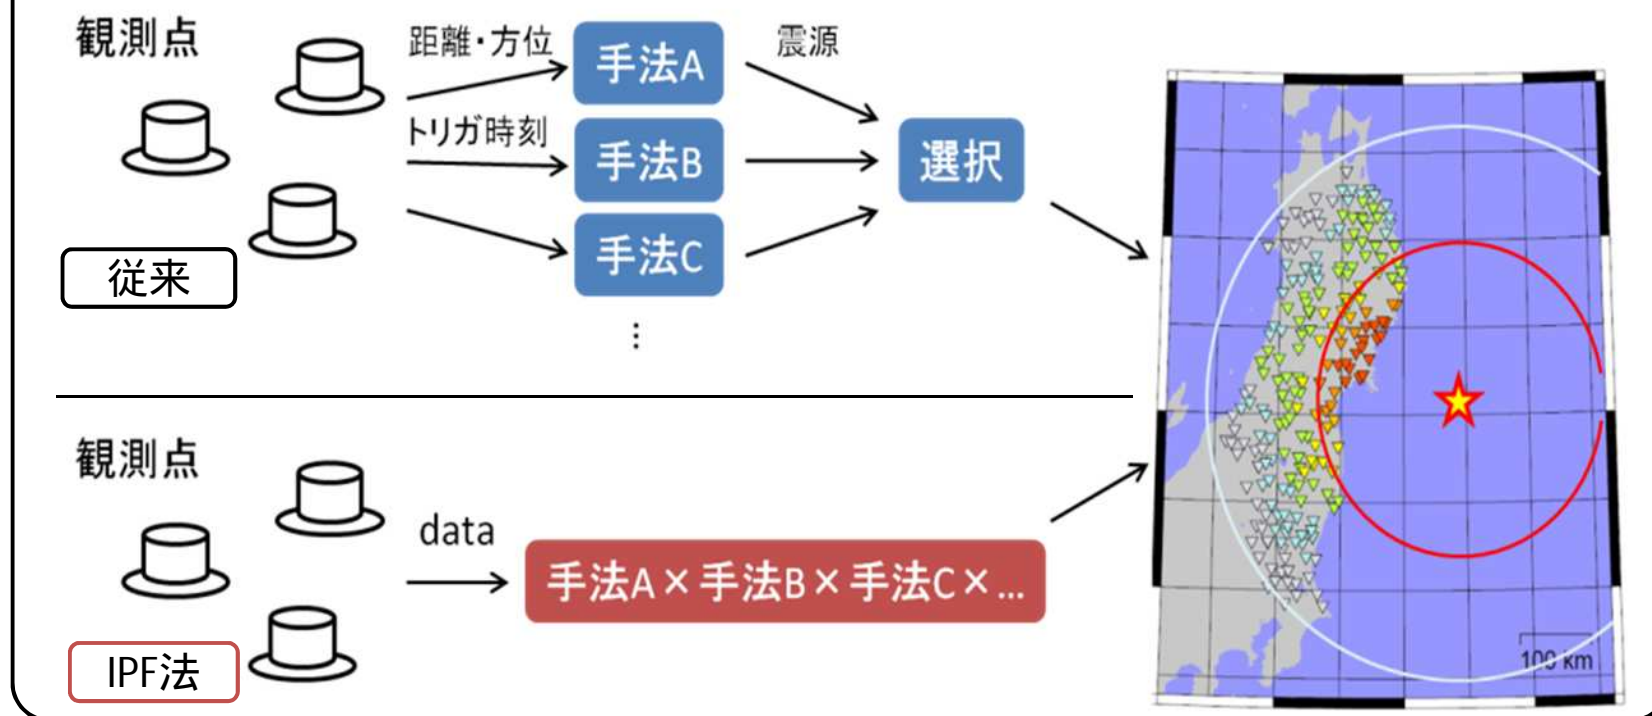 観測点
距離・方位
トリガ時刻
手法A
手法B
手法C
⋮
震源
選択
従来
観測点
data
手法A×手法B×手法C×...
IPF法
100 km